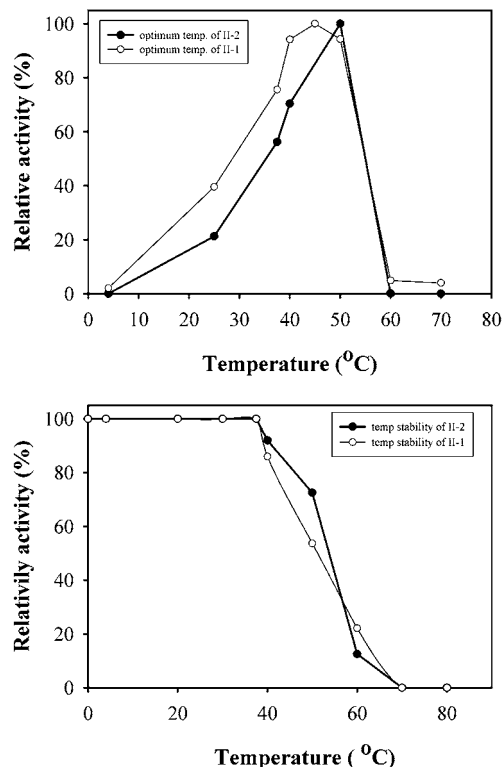 optimum temp. of II-2
optimum temp. of II-1
Relative activity (%)
100
80
60
40
20
0
0 10 20 30 40 50 60 70 80
Temperature (°C)
temp stability of II-2
temp stability of II-1
Relativily activity (%)
100
80
60
40
20
0
0 20 40 60 80
Temperature ( °C)